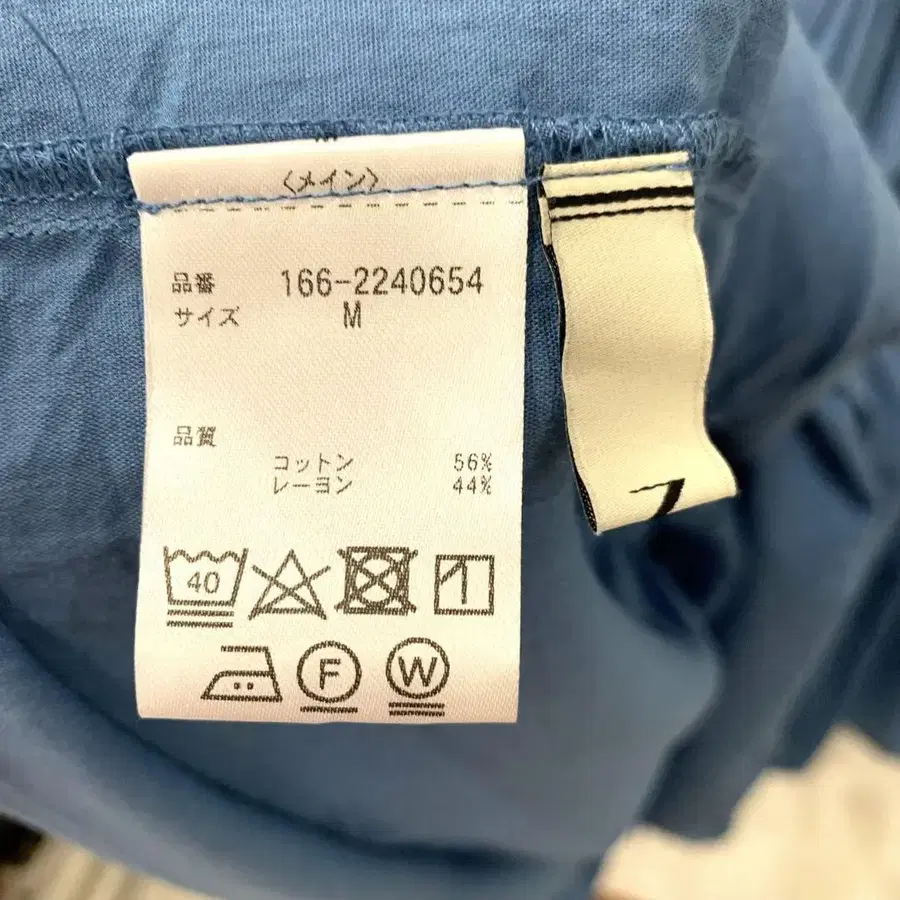 〈メイン〉
品番 166-2240654
サイズ M
品質
コットン 56%
レーヨン 44%
40
F
W